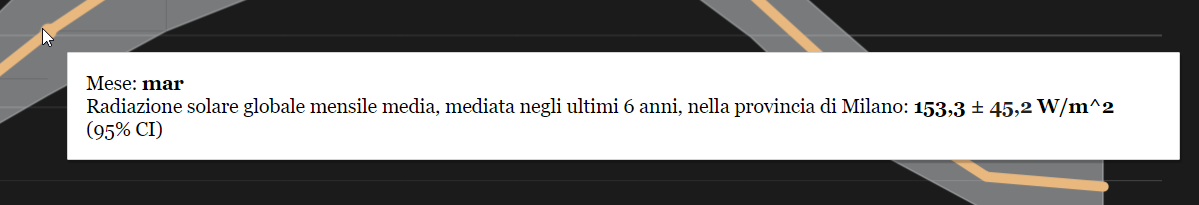 Mese: mar
Radiazione solare globale mensile media, mediata negli ultimi 6 anni, nella provincia di Milano: 153,3 ± 45,2 W/m^2
(95% CI)